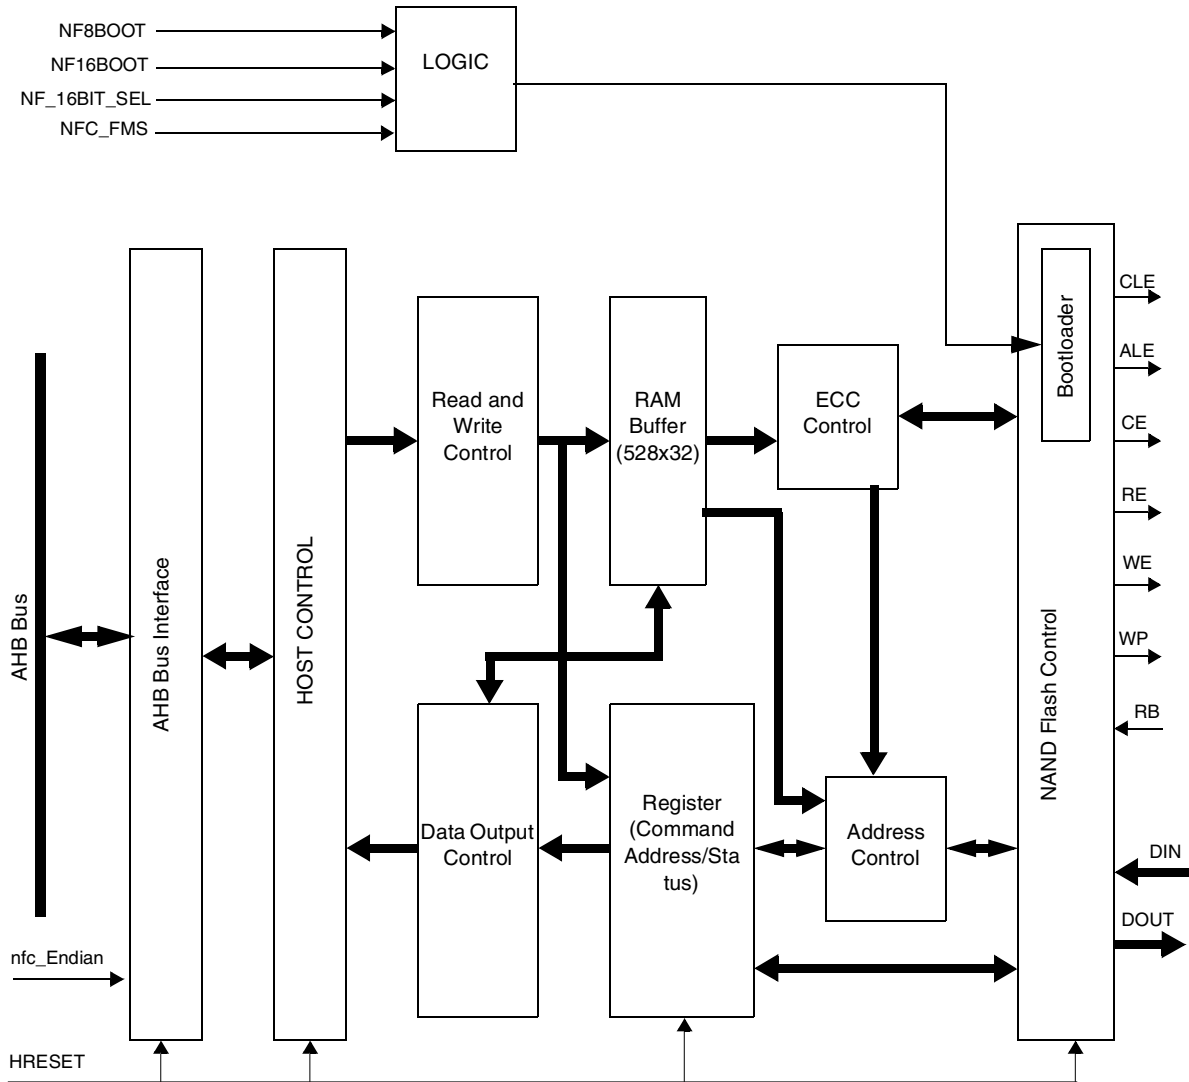 NF8BOOT
NF16BOOT
NF_16BIT_SEL
NFC_FMS
LOGIC
AHB Bus
AHB Bus Interface
HOST CONTROL
Read and
Write
Control
RAM
Buffer
(528x32)
ECC
Control
Bootloader
NAND Flash Control
CLE
ALE
CE
RE
WE
WP
RB
DIN
DOUT
Data Output
Control
Register
(Command
Address/Sta
tus)
Address
Control
nfc_Endian
HRESET